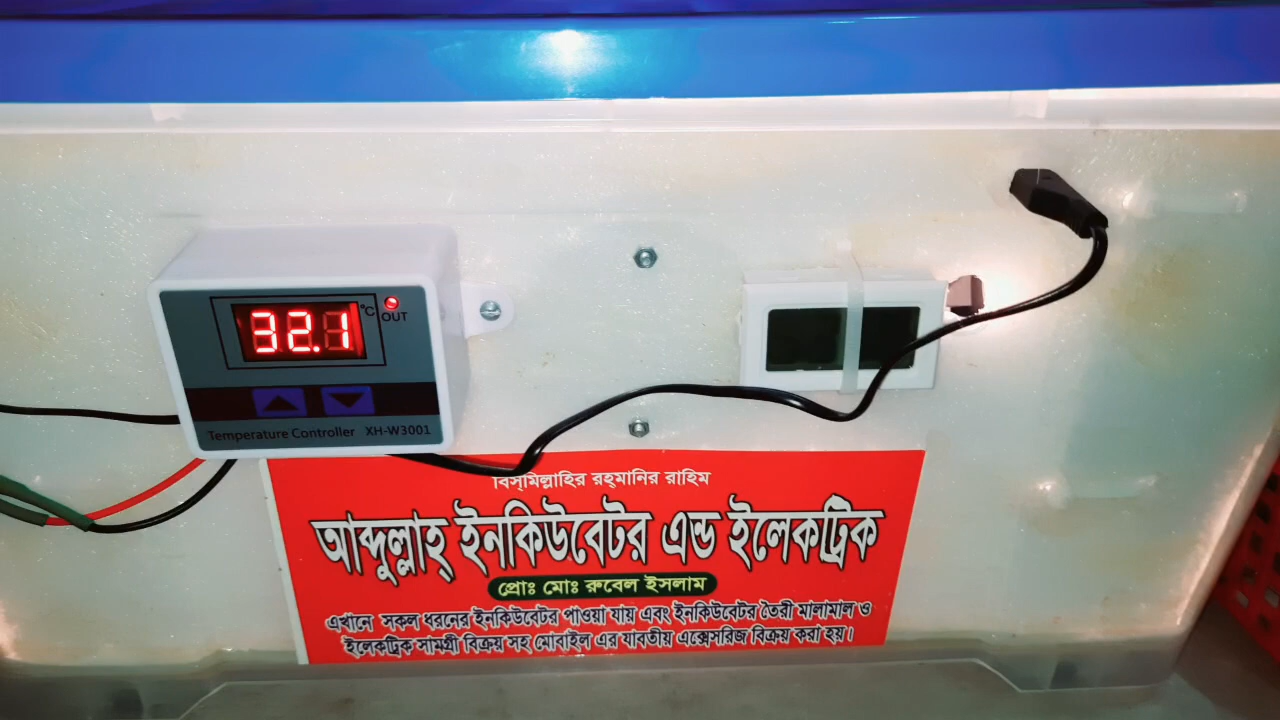 32.1
°C
OUT
Temperature Controller XH-W3001
বিস্‌মিল্লাহির রহ্‌মানির রাহিম
আব্দুল্লাহ্‌ ইনকিউবেটর এন্ড ইলেকট্রিক
প্রোঃ মোঃ রুবেল ইসলাম
এখানে সকল ধরনের ইনকিউবেটর পাওয়া যায় এবং ইনকিউবেটর তৈরী মালামাল ও
ইলেকট্রিক সামগ্রী বিক্রয় সহ মোবাইল এর যাবতীয় এক্সেসরিজ বিক্রয় করা হয়।